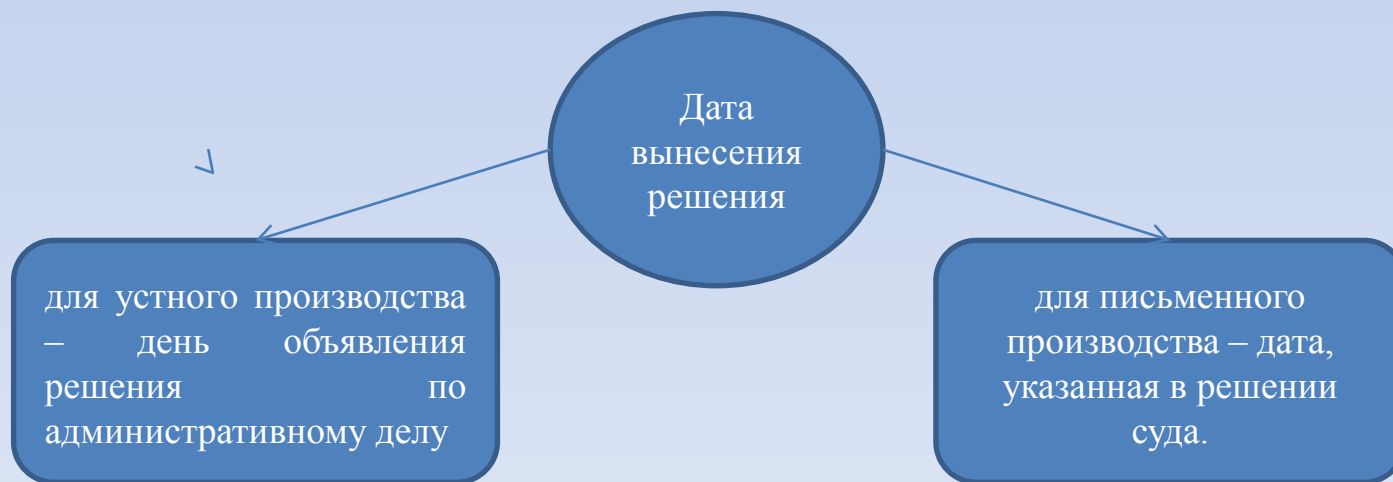 Дата
вынесения
решения
для устного производства
– день объявления
решения по
административному делу
для письменного
производства – дата,
указанная в решении
суда.